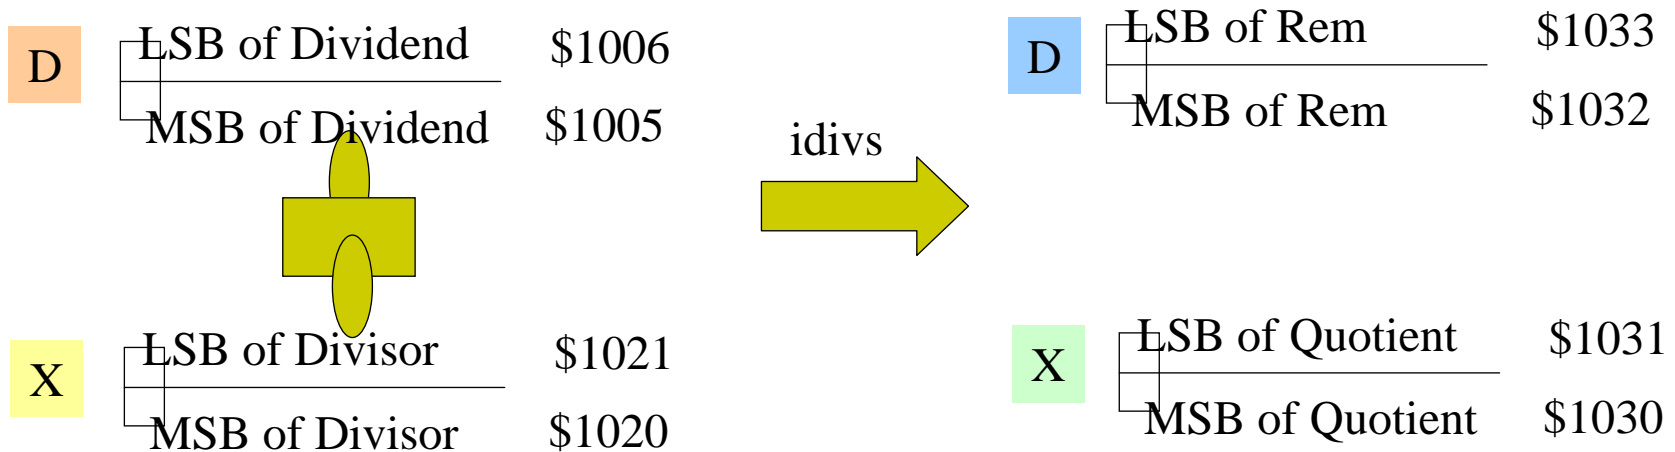 D LSB of Dividend $1006
MSB of Dividend $1005
X LSB of Divisor $1021
MSB of Divisor $1020
idivs
D LSB of Rem $1033
MSB of Rem $1032
X LSB of Quotient $1031
MSB of Quotient $1030